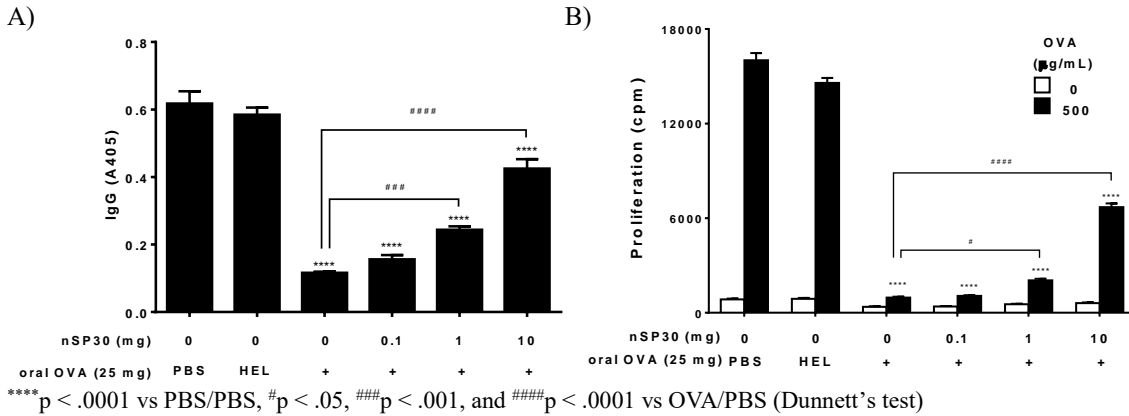 A)
IgG (A405)
0.8
0.6
0.4
0.2
0.0
####
###
****
****
****
****
nSP30 (mg) 0 0 0 0.1 1 10
oral OVA (25 mg) PBS HEL + + + +
B)
Proliferation (cpm)
18000
12000
6000
0
OVA
(µg/mL)
0
500
####
#
****
****
****
****
nSP30 (mg) 0 0 0 0.1 1 10
oral OVA (25 mg) PBS HEL + + + +
****p < .0001 vs PBS/PBS, #p < .05, ###p < .001, and ####p < .0001 vs OVA/PBS (Dunnett's test)